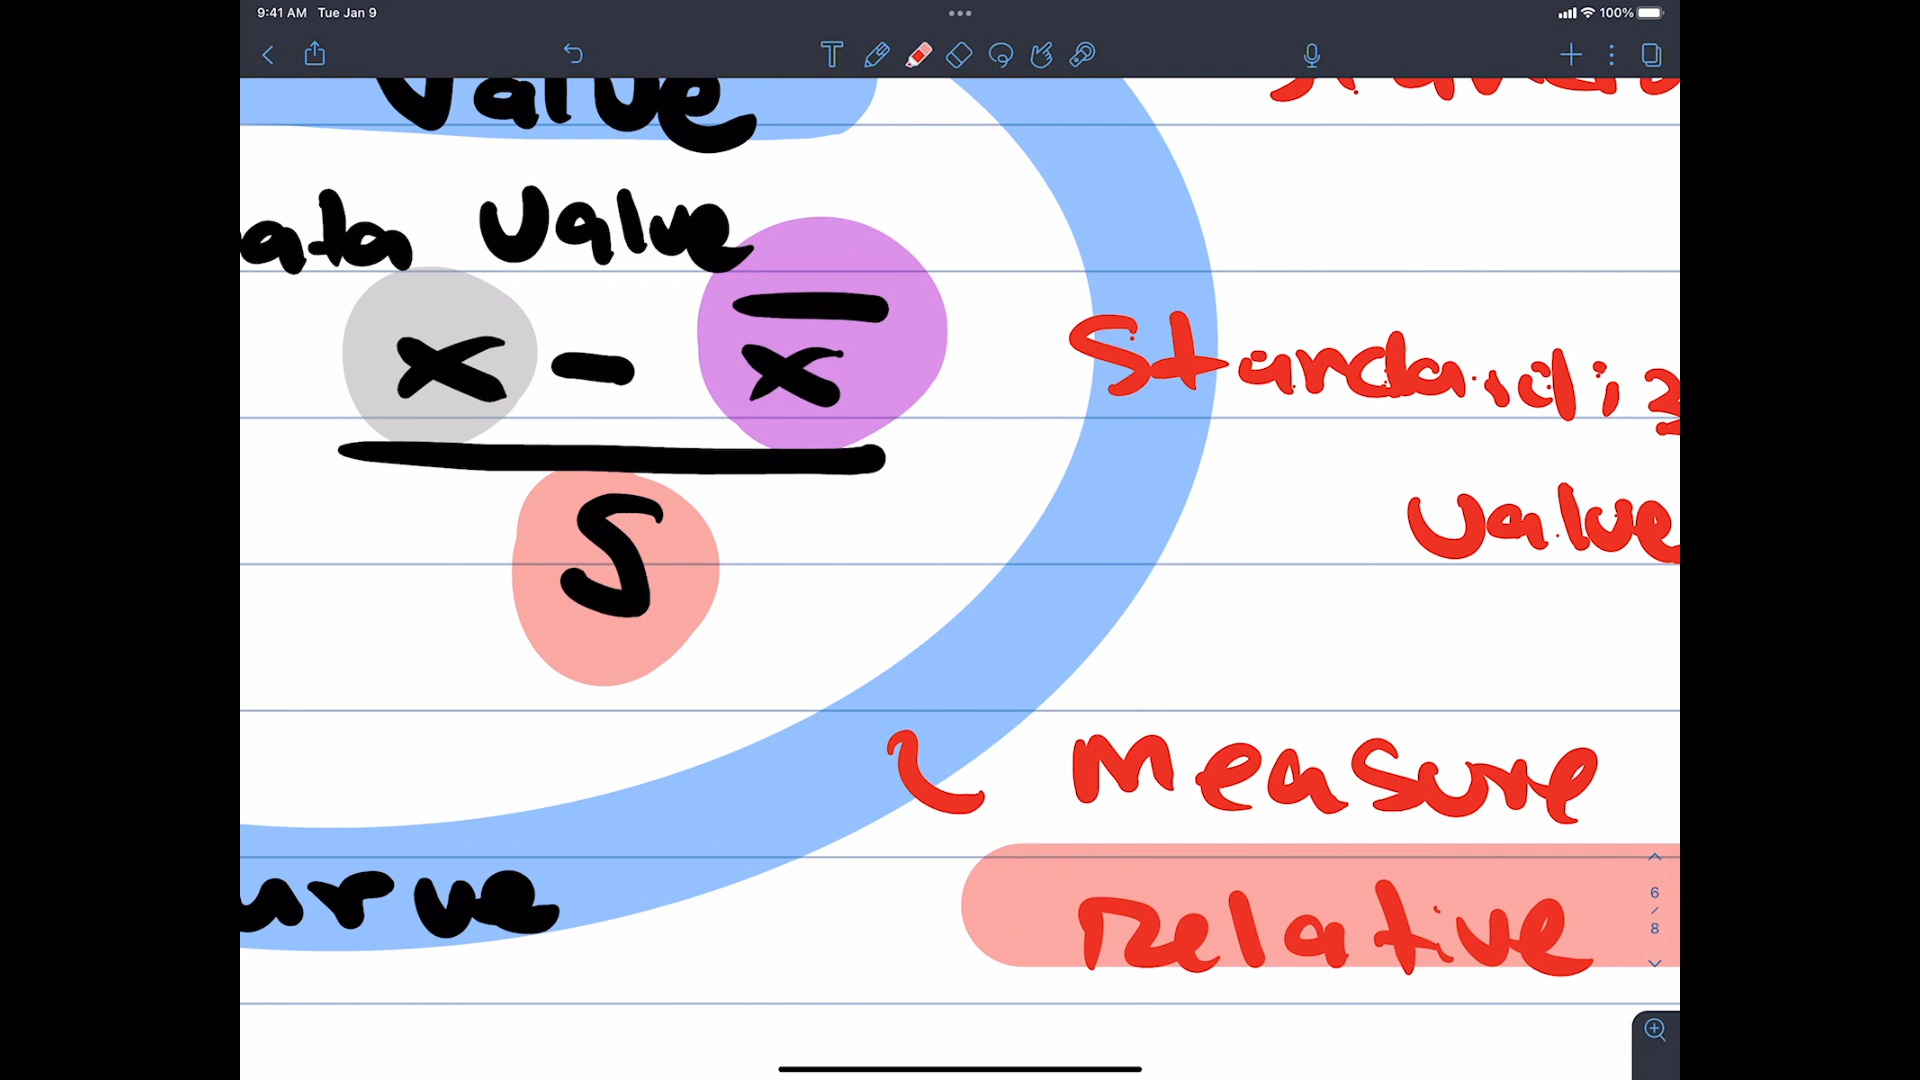 9:41 AM Tue Jan 9
100%
Value
ata value
x - x̅
Standardiz
S
value
measure
urve
Relative
6
/
8